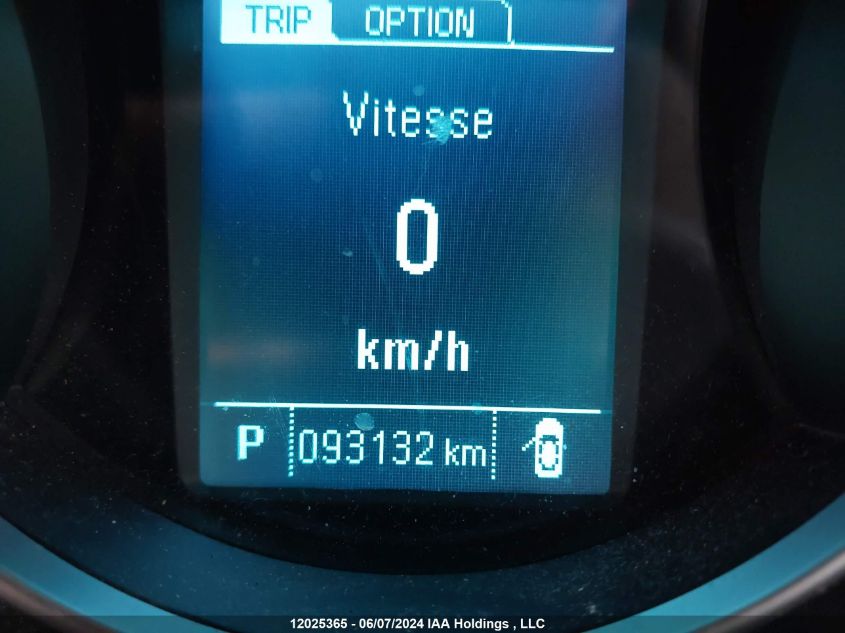 TRIP OPTION
Vitesse
0
km/h
P 093132 km
12025365 - 06/07/2024 IAA Holdings , LLC